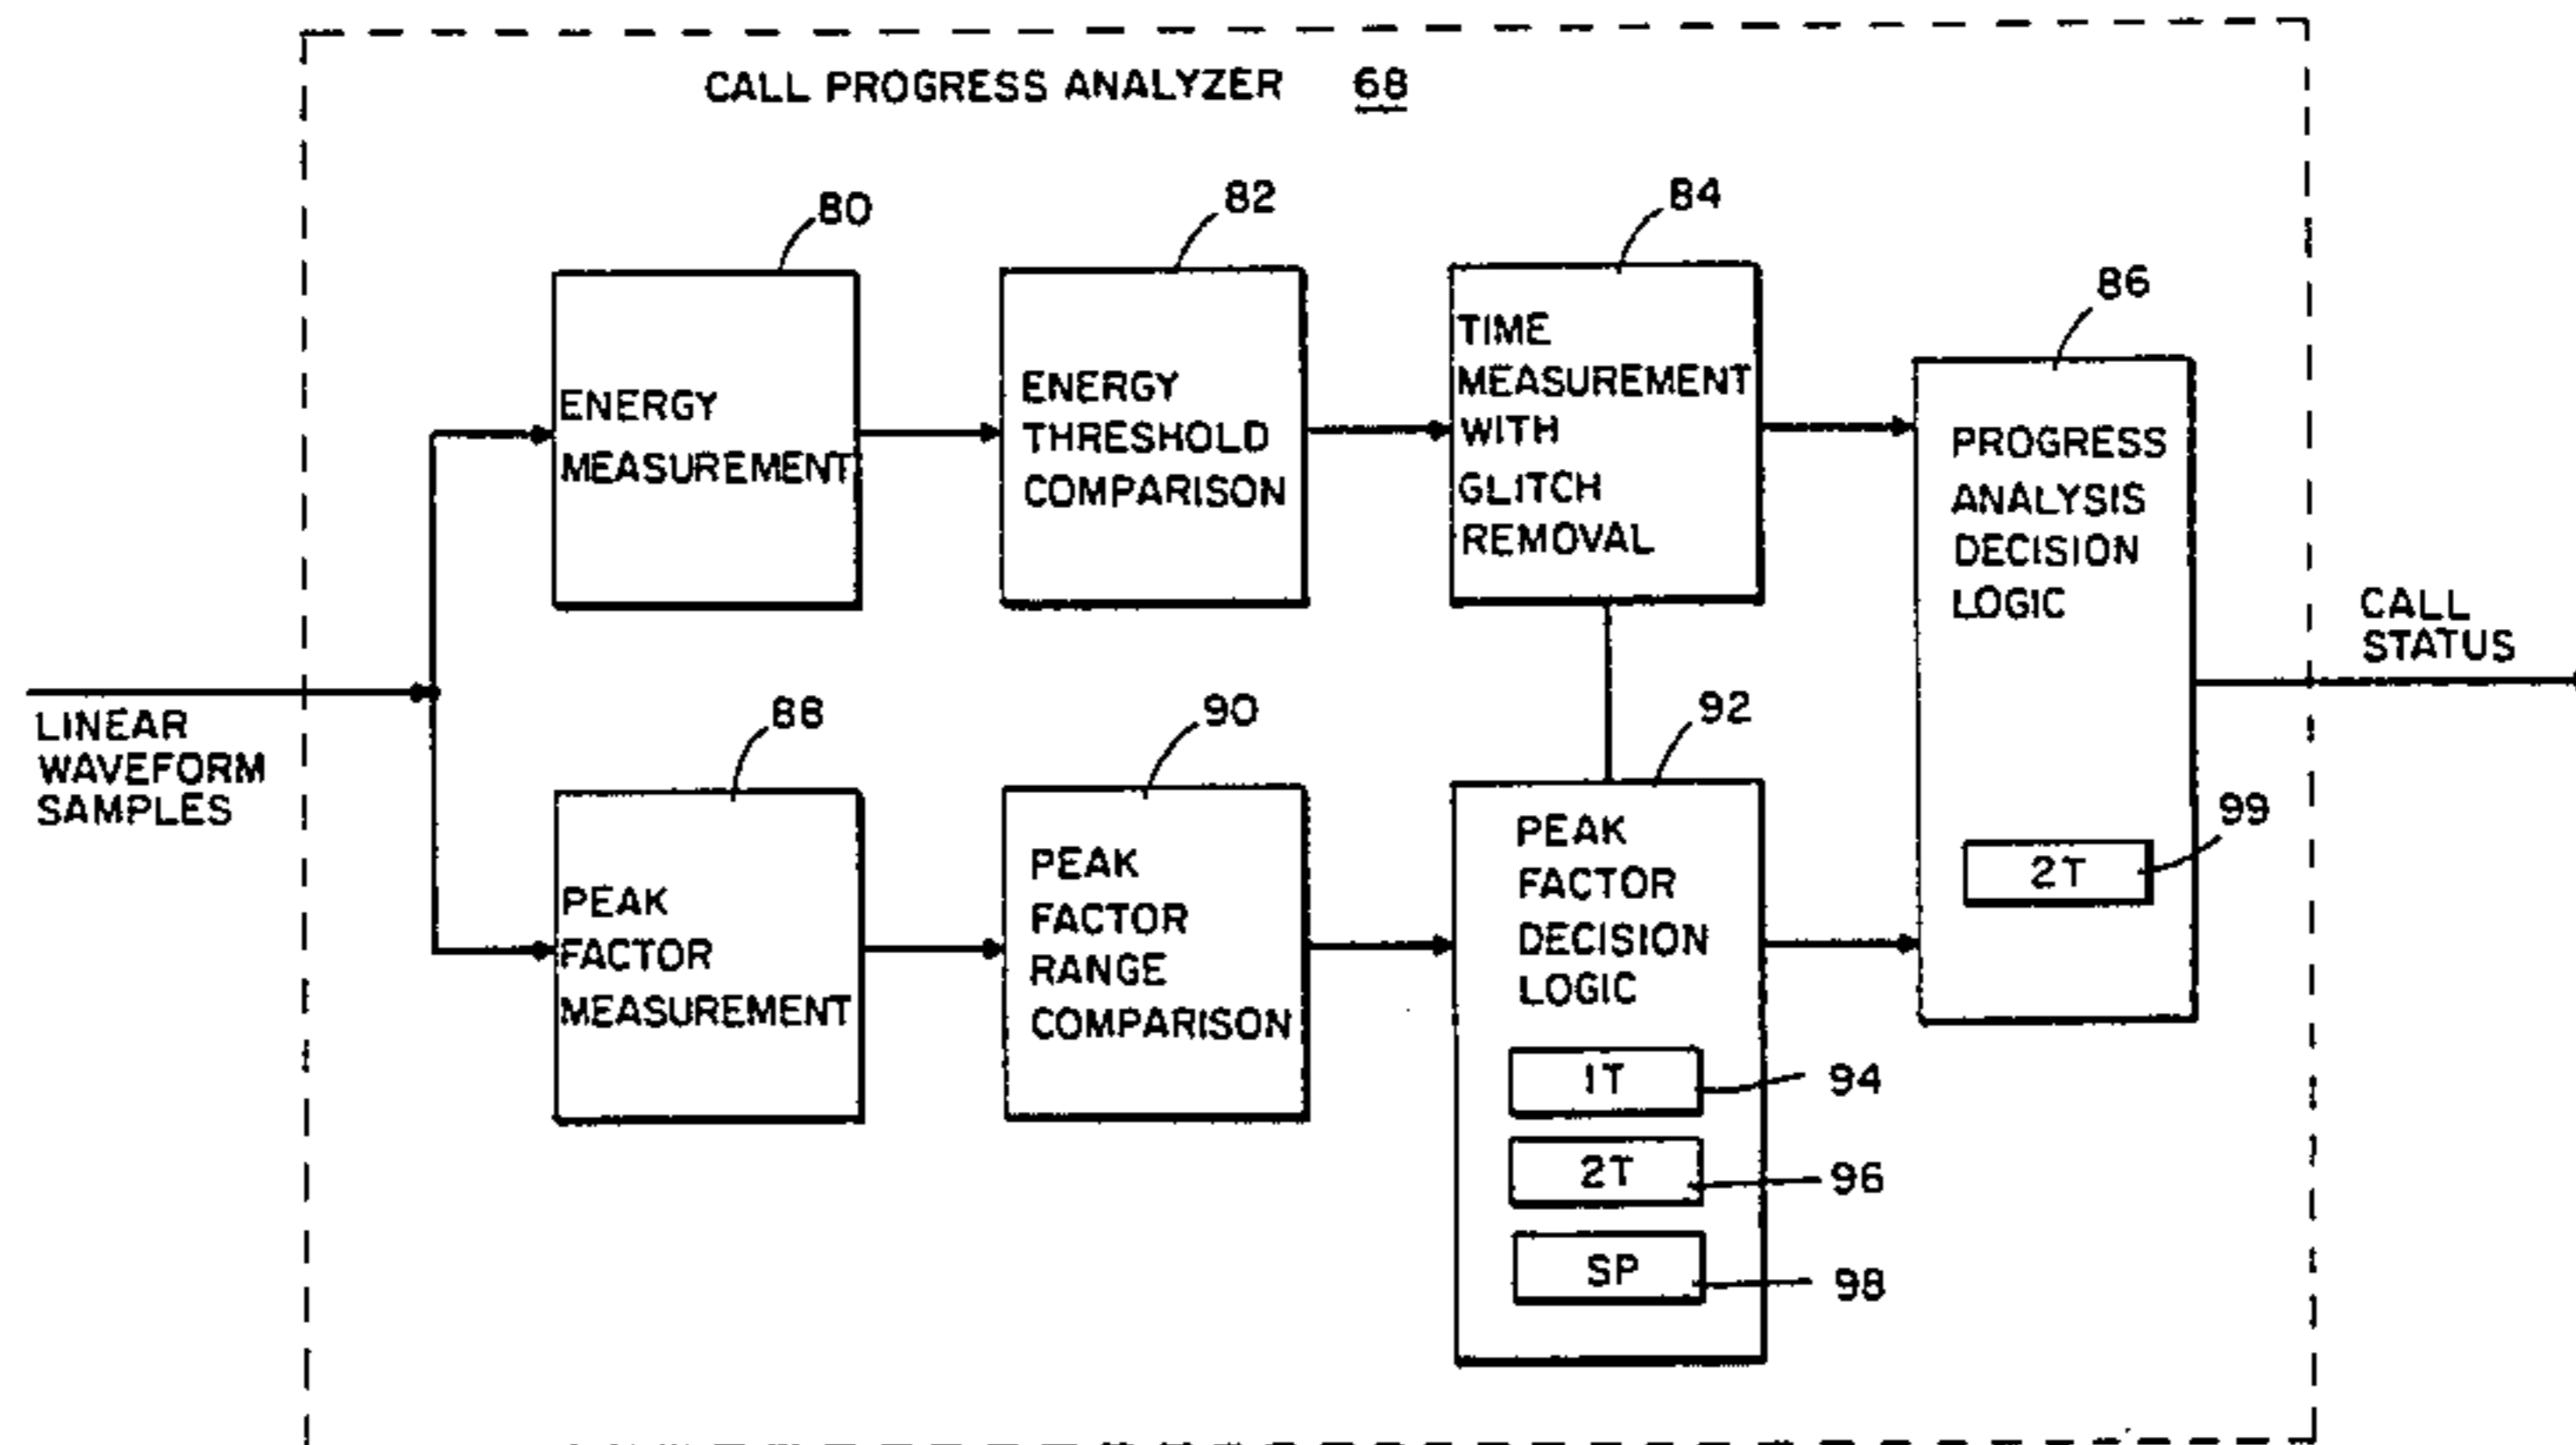 CALL PROGRESS ANALYZER 68
80
82
84
86
ENERGY
MEASUREMENT
ENERGY
THRESHOLD
COMPARISON
TIME
MEASUREMENT
WITH
GLITCH
REMOVAL
PROGRESS
ANALYSIS
DECISION
LOGIC
2T
99
CALL
STATUS
LINEAR
WAVEFORM
SAMPLES
88
90
92
PEAK
FACTOR
MEASUREMENT
PEAK
FACTOR
RANGE
COMPARISON
PEAK
FACTOR
DECISION
LOGIC
1T
94
2T
96
SP
98